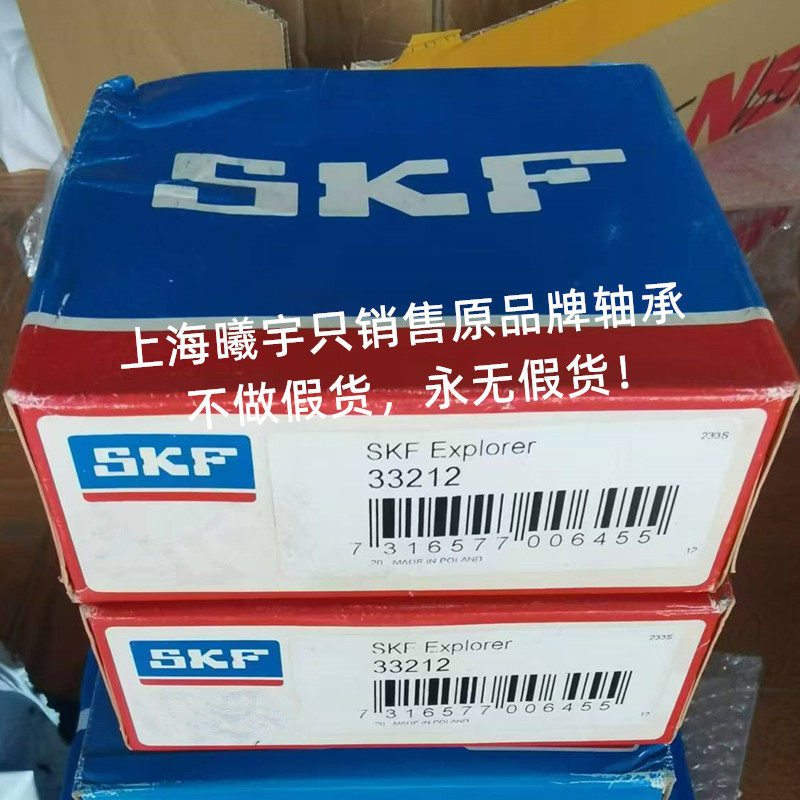 SKF
上海曦宇只销售原品牌轴承
不做假货，永无假货！
SKF
SKF Explorer
233S
33212
7 316577 006455
12
20 MADE IN POLAND
SKF
SKF Explorer
233S
33212
7 316577 006455
12
20 MADE IN POLAND